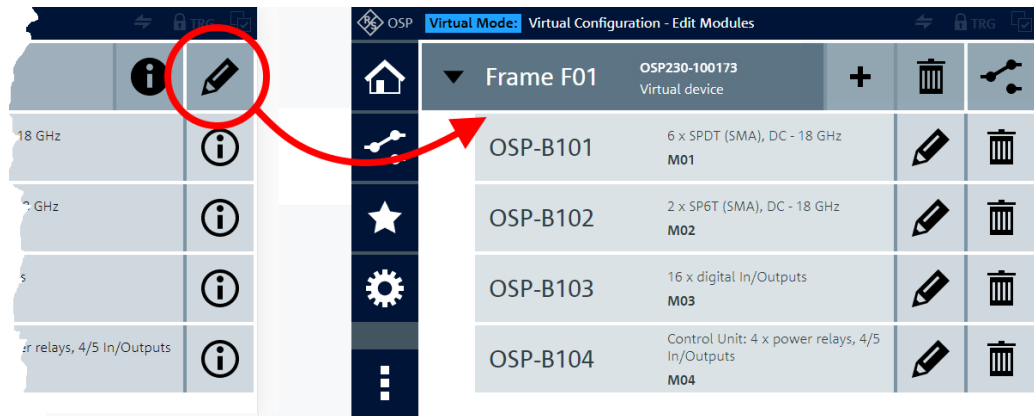 TRG
18 GHz
GHz
s
er relays, 4/5 In/Outputs
OSP Virtual Mode: Virtual Configuration - Edit Modules TRG
Frame F01
OSP230-100173
Virtual device
OSP-B101
6 x SPDT (SMA), DC - 18 GHz
M01
OSP-B102
2 x SP6T (SMA), DC - 18 GHz
M02
OSP-B103
16 x digital In/Outputs
M03
OSP-B104
Control Unit: 4 x power relays, 4/5
In/Outputs
M04